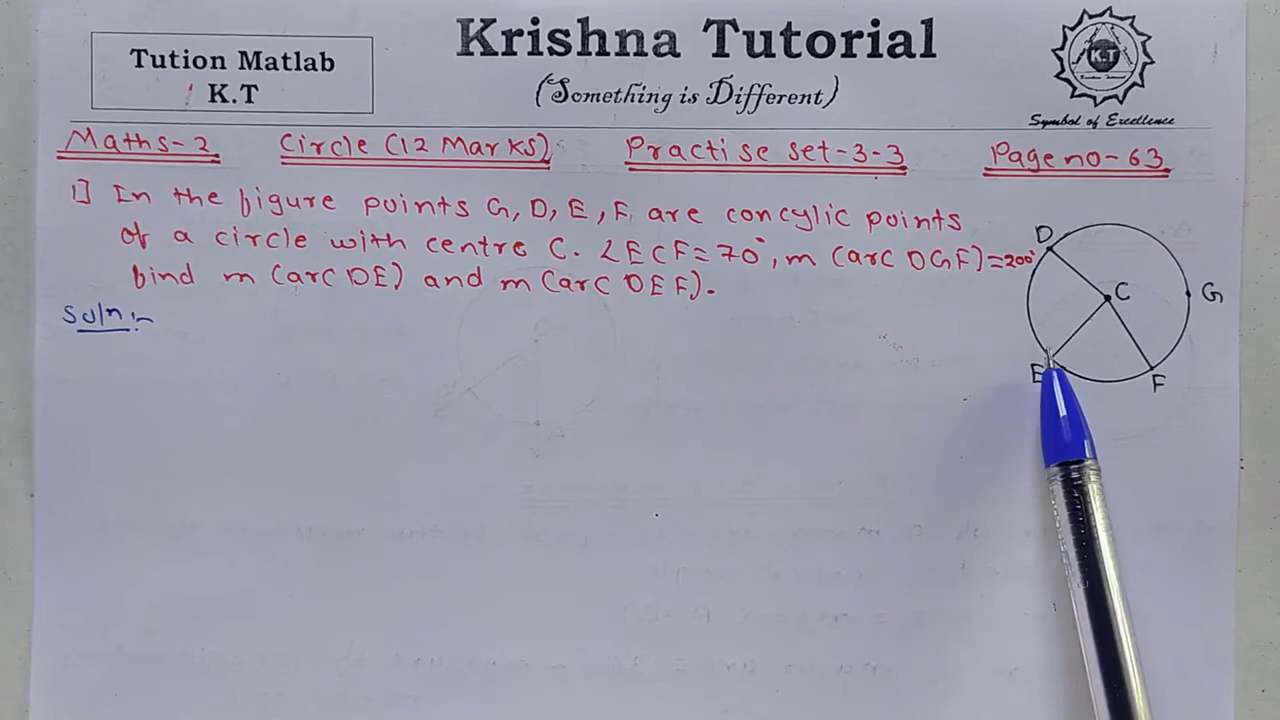 Tution Matlab
K.T
Krishna Tutorial
(Something is Different)
K.T
Symbol of Excellence
Maths-2 Circle (12 Marks) Practise set-3-3 Page no-63
1] In the figure points G, D, E, F, are concylic points
of a circle with centre C. ∠ECF=70°, m (arc DGF)=200°
find m (arc DE) and m (arc DEF).
Soln:-
D
C
G
E
F